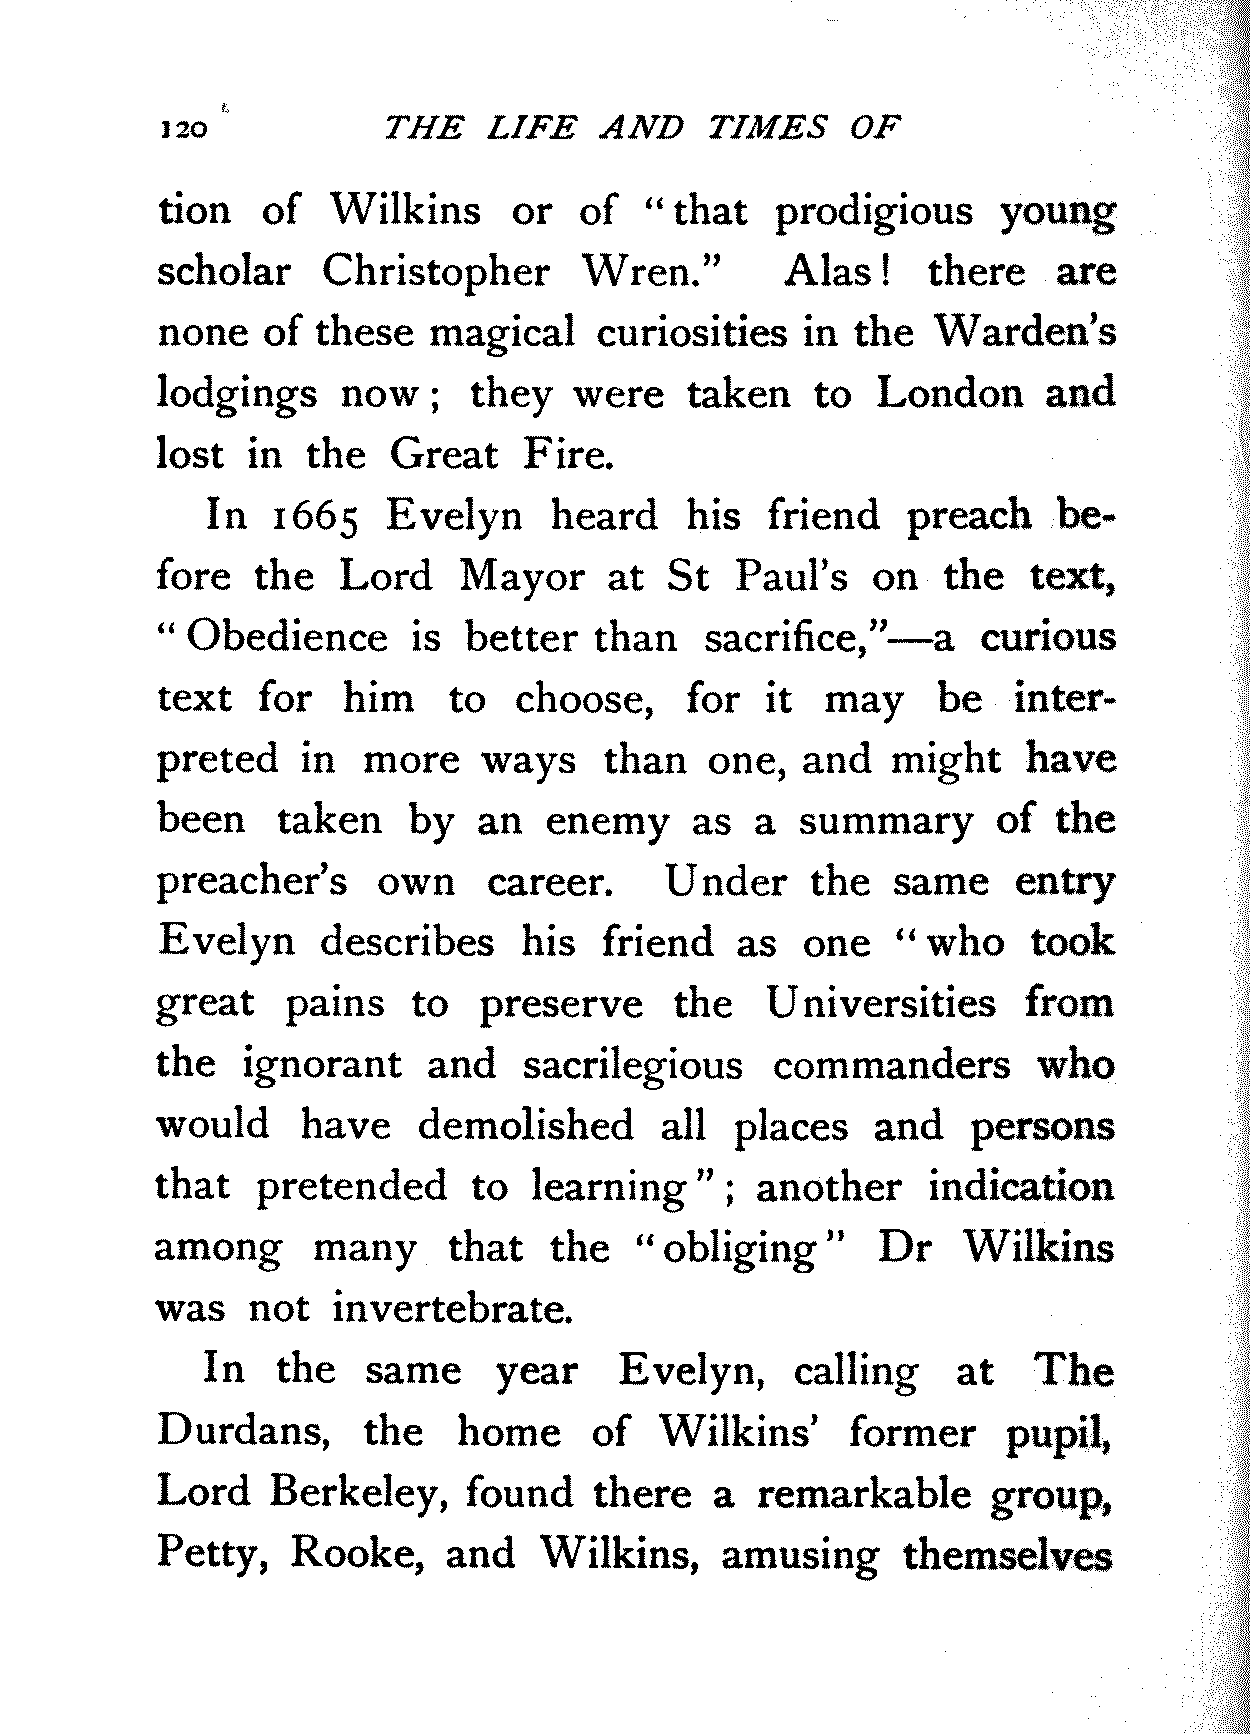 120 THE LIFE AND TIMES OF
tion of Wilkins or of “that prodigious young
scholar Christopher Wren.” Alas! there are
none of these magical curiosities in the Warden's
lodgings now; they were taken to London and
lost in the Great Fire.
In 1665 Evelyn heard his friend preach be-
fore the Lord Mayor at St Paul's on the text,
“Obedience is better than sacrifice,”—a curious
text for him to choose, for it may be inter-
preted in more ways than one, and might have
been taken by an enemy as a summary of the
preacher's own career. Under the same entry
Evelyn describes his friend as one “who took
great pains to preserve the Universities from
the ignorant and sacrilegious commanders who
would have demolished all places and persons
that pretended to learning”; another indication
among many that the “obliging” Dr Wilkins
was not invertebrate.
In the same year Evelyn, calling at The
Durdans, the home of Wilkins' former pupil,
Lord Berkeley, found there a remarkable group,
Petty, Rooke, and Wilkins, amusing themselves